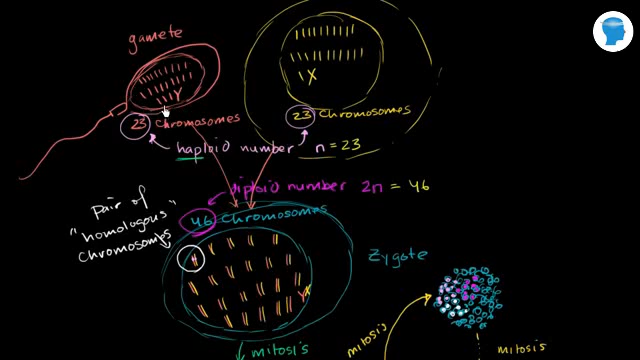 gamete
Y
X
23 Chromosomes
23 Chromosomes
haploid number n = 23
diploid number 2n = 46
pair of
"homologous"
chromosomes
46 Chromosomes
Zygote
YX
mitosis
mitosis
mitosis